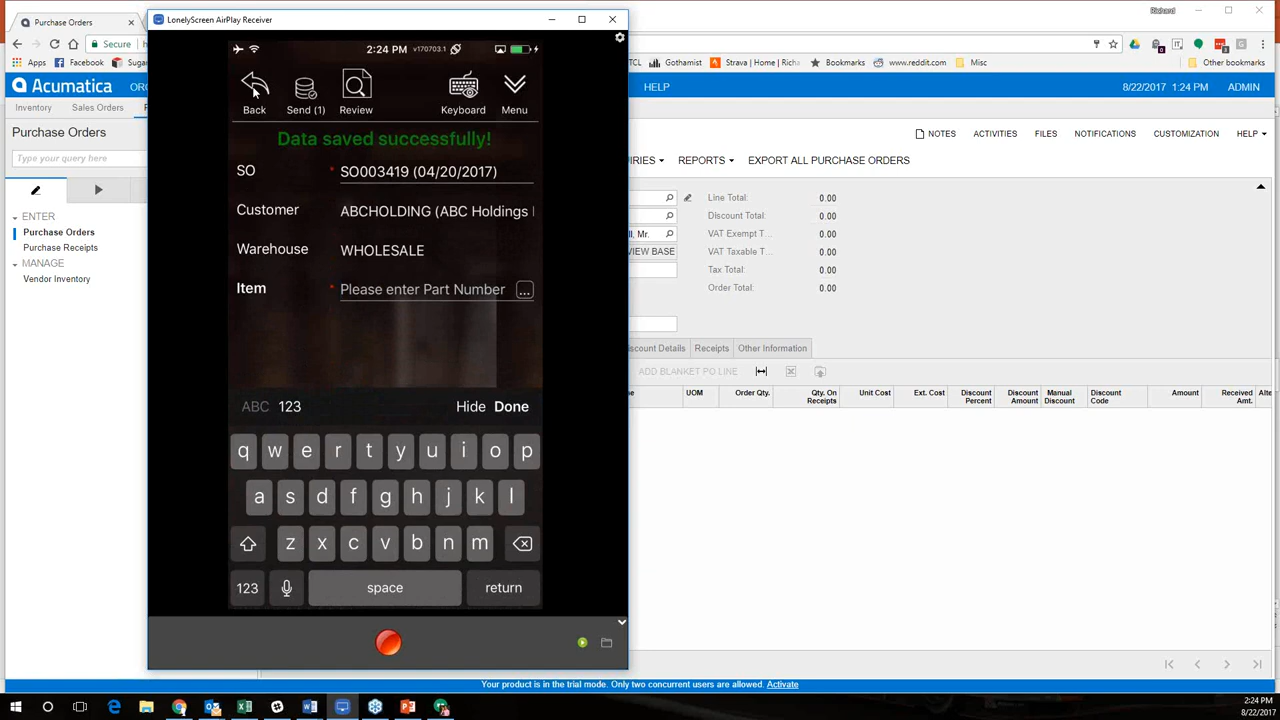 Purchase Orders
Richard
LonelyScreen AirPlay Receiver
Secure
Apps
Facebook
Sugar
TCL
Gothamist
Strava | Home | Richa
Bookmarks
www.reddit.com
Misc
Other bookmarks
Acumatica
HELP
8/22/2017 1:24 PM
ADMIN
Inventory
Sales Orders
Purchase Orders
Type your query here
NOTES
ACTIVITIES
FILES
NOTIFICATIONS
CUSTOMIZATION
HELP
REPORTS
EXPORT ALL PURCHASE ORDERS
ENTER
Purchase Orders
Purchase Receipts
MANAGE
Vendor Inventory
2:24 PM v170703.1
Back
Send (1)
Review
Keyboard
Menu
Data saved successfully!
SO * SO003419 (04/20/2017)
Customer ABCHOLDING (ABC Holdings
Warehouse WHOLESALE
Item * Please enter Part Number ...
ABC 123 Hide Done
q w e r t y u i o p
a s d f g h j k l
z x c v b n m
123 space return
Line Total: 0.00
Discount Total: 0.00
VAT Exempt T... 0.00
VIEW BASE
VAT Taxable T... 0.00
Tax Total: 0.00
Order Total: 0.00
Receipts
Other Information
ADD BLANKET PO LINE
UOM
Order Qty.
Qty. On Receipts
Unit Cost
Ext. Cost
Discount Percent
Discount Amount
Manual Discount
Discount Code
Amount
Received Amt.
Your product is in the trial mode. Only two concurrent users are allowed. Activate
2:24 PM
8/22/2017